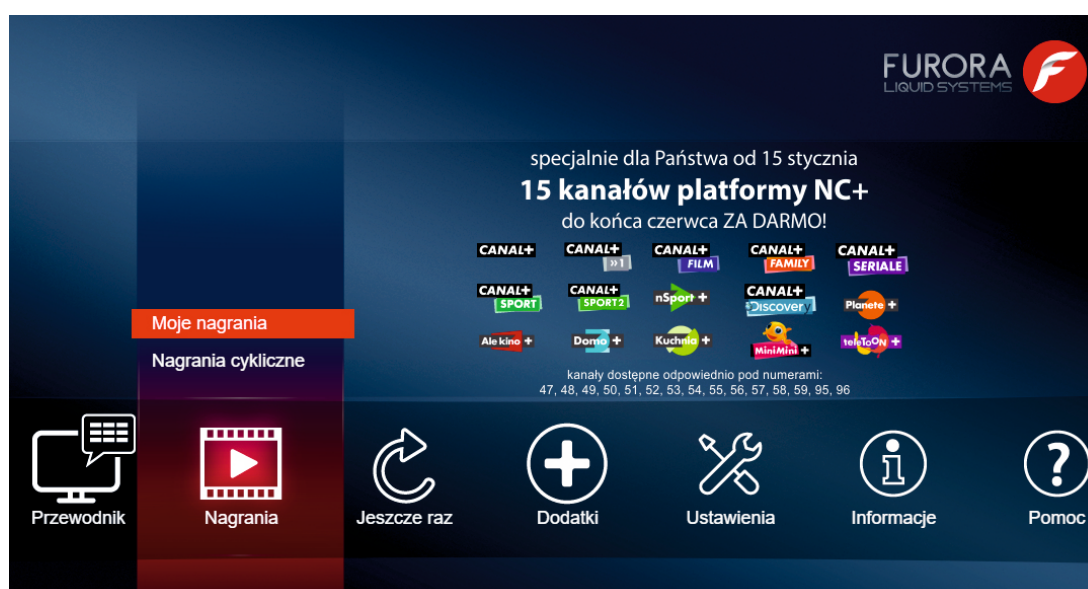 FURORA
LIQUID SYSTEMS
specjalnie dla Państwa od 15 stycznia
15 kanałów platformy NC+
do końca czerwca ZA DARMO!
CANAL+ CANAL+ CANAL+ CANAL+ CANAL+
»1 FILM FAMILY SERIALE
CANAL+ CANAL+ nSport+ CANAL+ Planete +
SPORT SPORT2 Discovery
Ale kino + Domo + Kuchnia + MiniMini + teleTOON +
Moje nagrania
Nagrania cykliczne
kanały dostępne odpowiednio pod numerami:
47, 48, 49, 50, 51, 52, 53, 54, 55, 56, 57, 58, 59, 95, 96
Przewodnik Nagrania Jeszcze raz Dodatki Ustawienia Informacje Pomoc